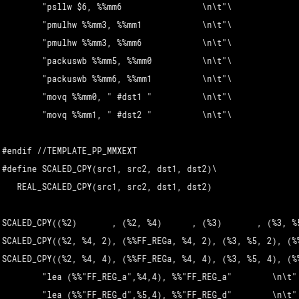 "psllw $6, %%mm6 \n\t"\
"pmulhw %%mm3, %%mm1 \n\t"\
"pmulhw %%mm3, %%mm6 \n\t"\
"packuswb %%mm5, %%mm0 \n\t"\
"packuswb %%mm6, %%mm1 \n\t"\
"movq %%mm0, " #dst1 " \n\t"\
"movq %%mm1, " #dst2 " \n\t"\
#endif //TEMPLATE_PP_MMXEXT
#define SCALED_CPY(src1, src2, dst1, dst2)\
REAL_SCALED_CPY(src1, src2, dst1, dst2)
SCALED_CPY((%2) , (%2, %4) , (%3) , (%3, %5
SCALED_CPY((%2, %4, 2), (%%FF_REGa, %4, 2), (%3, %5, 2), (%%
SCALED_CPY((%2, %4, 4), (%%FF_REGa, %4, 4), (%3, %5, 4), (%%
"lea (%%"FF_REG_a",%4,4), %%"FF_REG_a" \n\t"
"lea (%%"FF_REG_d",%5,4), %%"FF_REG_d" \n\t"